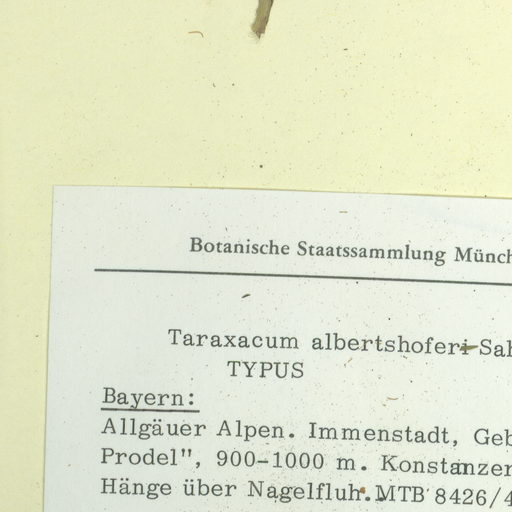 Botanische Staatssammlung Münch
Taraxacum albertshoferi Sah
TYPUS
Bayern:
Allgäuer Alpen. Immenstadt, Geb
Prodel", 900-1000 m. Konstanzer
Hänge über Nagelfluh. MTB 8426/4